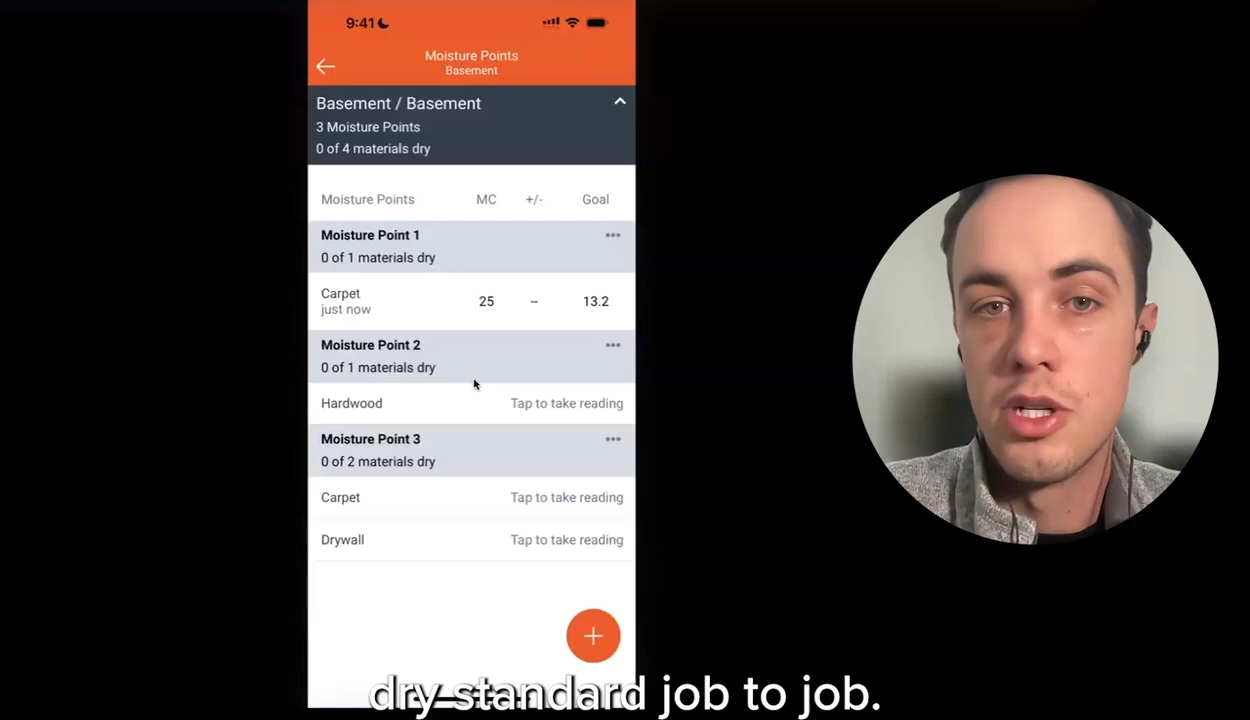 9:41
Moisture Points
Basement
Basement / Basement
3 Moisture Points
0 of 4 materials dry
Moisture Points MC +/- Goal
Moisture Point 1
0 of 1 materials dry
Carpet 25 -- 13.2
just now
Moisture Point 2
0 of 1 materials dry
Hardwood Tap to take reading
Moisture Point 3
0 of 2 materials dry
Carpet Tap to take reading
Drywall Tap to take reading
dry standard job to job.